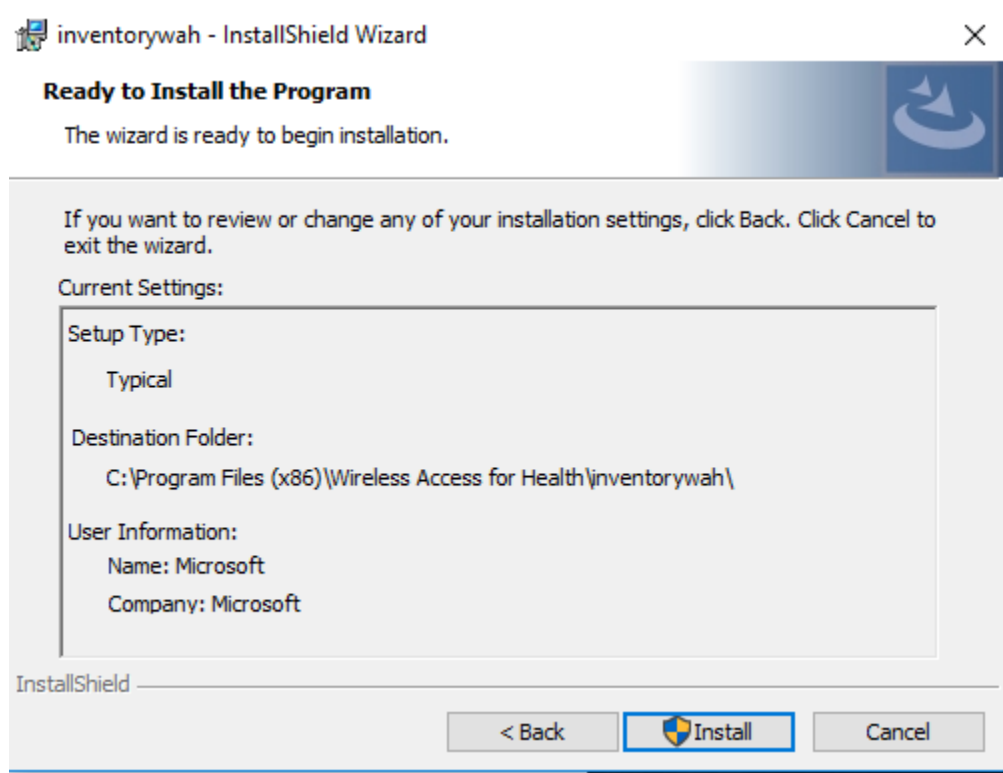 inventorywah - InstallShield Wizard
Ready to Install the Program
The wizard is ready to begin installation.
If you want to review or change any of your installation settings, click Back. Click Cancel to
exit the wizard.
Current Settings:
Setup Type:
Typical
Destination Folder:
C:\Program Files (x86)\Wireless Access for Health\inventorywah\
User Information:
Name: Microsoft
Company: Microsoft
InstallShield
< Back
Install
Cancel